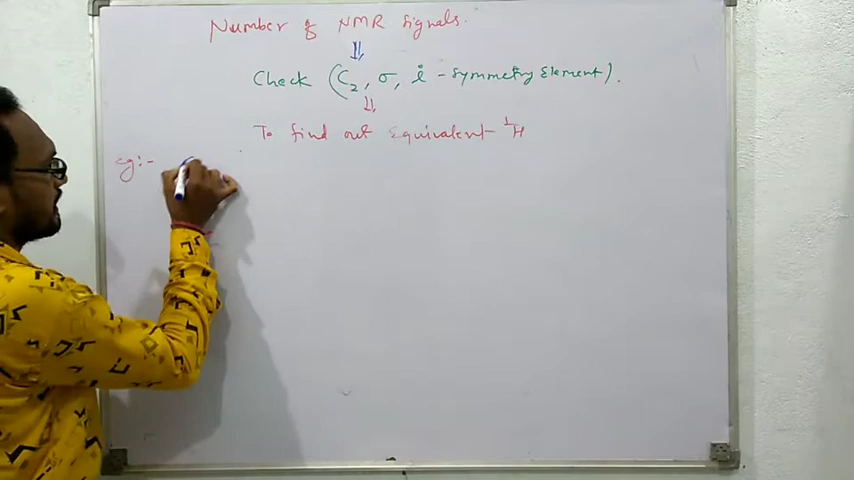 Number of NMR Signals.
⇓
Check (C₂, σ, i - Symmetry Element).
⇓
To find out Equivalent ¹H
eg:-